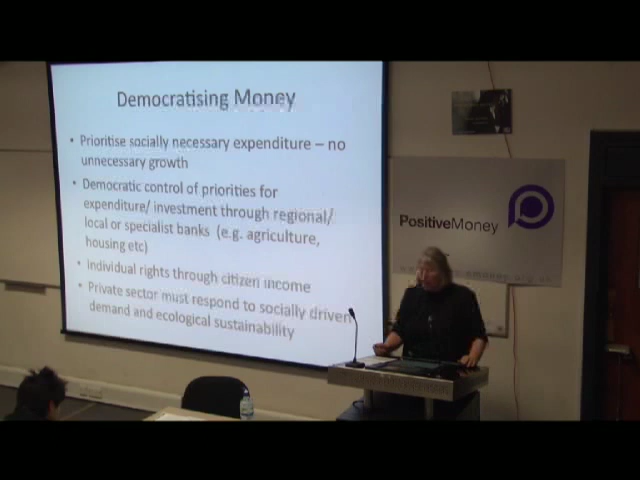 Democratising Money
• Prioritise socially necessary expenditure – no
unnecessary growth
• Democratic control of priorities for
expenditure/ investment through regional/
local or specialist banks (e.g. agriculture,
housing etc)
• Individual rights through citizen income
• Private sector must respond to socially driven
demand and ecological sustainability
PositiveMoney